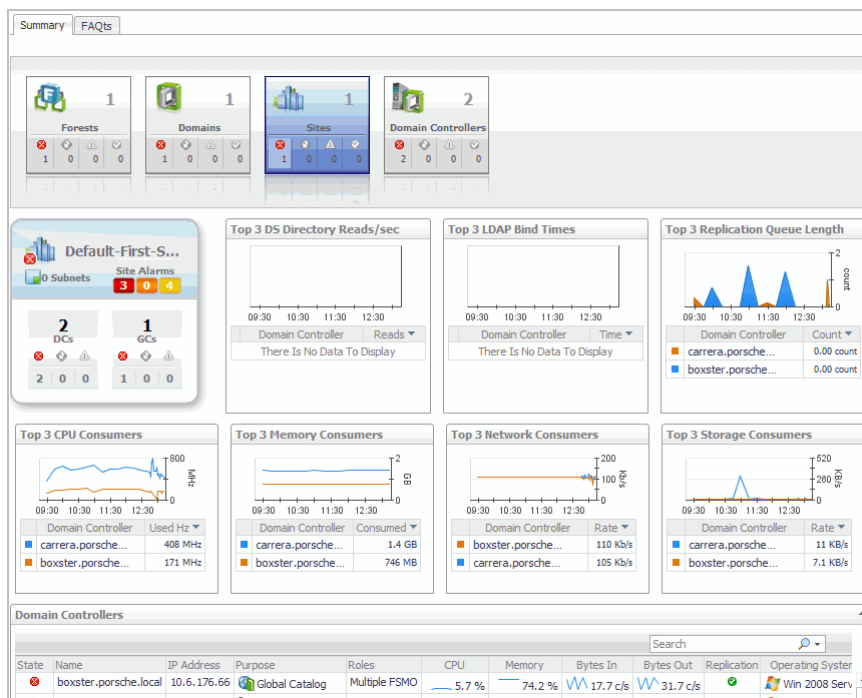 Summary FAQts
1 1 1 2
Forests Domains Sites Domain Controllers
1 0 0 0 1 0 0 0 1 0 0 0 2 0 0 0
Default-First-S...
0 Subnets Site Alarms
3 0 4
2 1
DCs GCs
2 0 0 1 0 0
Top 3 DS Directory Reads/sec
09:30 10:30 11:30 12:30
Domain Controller Reads
There Is No Data To Display
Top 3 LDAP Bind Times
09:30 10:30 11:30 12:30
Domain Controller Time
There Is No Data To Display
Top 3 Replication Queue Length
2
count
0
09:30 10:30 11:30 12:30
Domain Controller Count
carrera.porsche... 0.00 count
boxster.porsche... 0.00 count
Top 3 CPU Consumers
800
MHz
0
09:30 10:30 11:30 12:30
Domain Controller Used Hz
carrera.porsche... 408 MHz
boxster.porsche... 171 MHz
Top 3 Memory Consumers
2
GB
0
09:30 10:30 11:30 12:30
Domain Controller Consumed
carrera.porsche... 1.4 GB
boxster.porsche... 746 MB
Top 3 Network Consumers
200
100
Kb/s
0
09:30 10:30 11:30 12:30
Domain Controller Rate
boxster.porsche... 110 Kb/s
carrera.porsche... 105 Kb/s
Top 3 Storage Consumers
520
260
KB/s
0
09:30 10:30 11:30 12:30
Domain Controller Rate
carrera.porsche... 11 KB/s
boxster.porsche... 7.1 KB/s
Domain Controllers
Search
State Name IP Address Purpose Roles CPU Memory Bytes In Bytes Out Replication Operating System
boxster.porsche.local 10.6.176.66 Global Catalog Multiple FSMO 5.7 % 74.2 % 17.7 c/s 31.7 c/s Win 2008 Serv